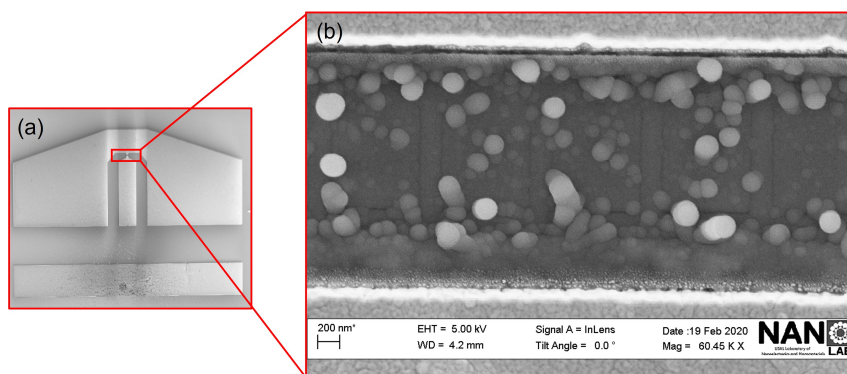 (a)
(b)
200 nm*
EHT = 5.00 kV
WD = 4.2 mm
Signal A = InLens
Tilt Angle = 0.0 °
Date :19 Feb 2020
Mag = 60.45 K X
NAN
LAB